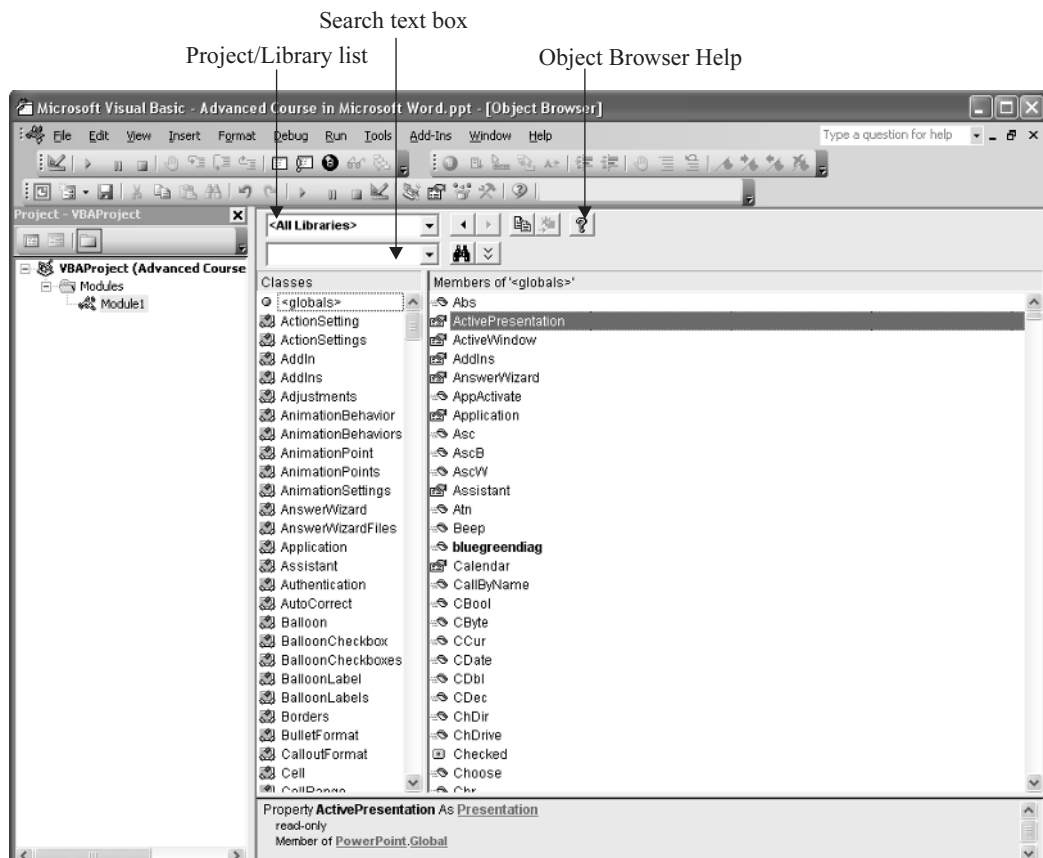 Search text box
Project/Library list
Object Browser Help
Microsoft Visual Basic - Advanced Course in Microsoft Word.ppt - [Object Browser]
File Edit View Insert Format Debug Run Tools Add-Ins Window Help Type a question for help
Project - VBAProject
<All Libraries>
VBAProject (Advanced Course
Modules
Module1
Classes
<globals>
ActionSetting
ActionSettings
AddIn
AddIns
Adjustments
AnimationBehavior
AnimationBehaviors
AnimationPoint
AnimationPoints
AnimationSettings
AnswerWizard
AnswerWizardFiles
Application
Assistant
Authentication
AutoCorrect
Balloon
BalloonCheckbox
BalloonCheckboxes
BalloonLabel
BalloonLabels
Borders
BulletFormat
CalloutFormat
Cell
CellRange
Members of '<globals>'
Abs
ActivePresentation
ActiveWindow
AddIns
AnswerWizard
AppActivate
Application
Asc
AscB
AscW
Assistant
Atn
Beep
bluegreendiag
Calendar
CallByName
CBool
CByte
CCur
CDate
CDbl
CDec
ChDir
ChDrive
Checked
Choose
Chr
Property ActivePresentation As Presentation
read-only
Member of PowerPoint.Global